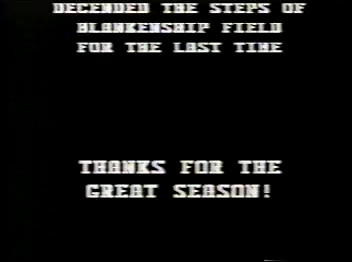 DECENDED THE STEPS OF
BLANKENSHIP FIELD
FOR THE LAST TIME
THANKS FOR THE
GREAT SEASON!